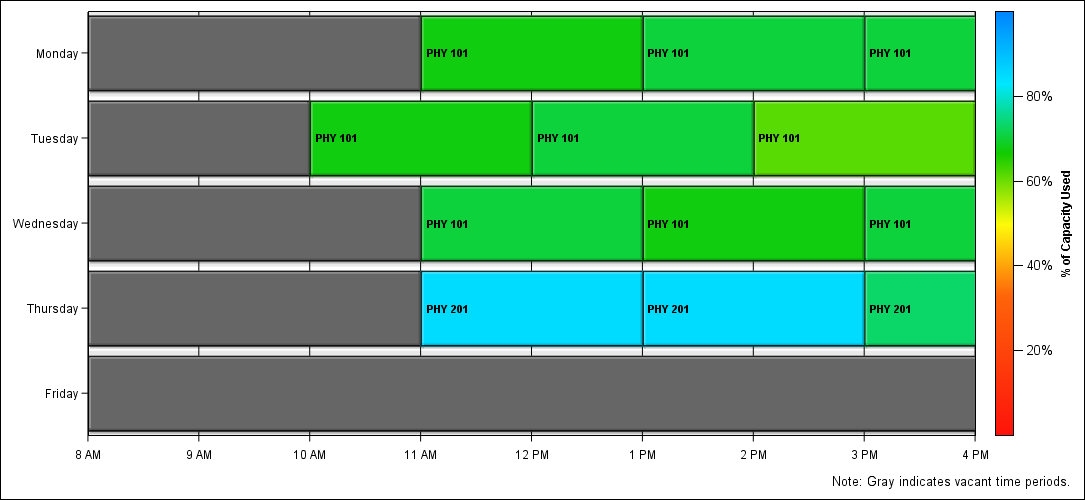 Monday PHY 101 PHY 101 PHY 101
Tuesday PHY 101 PHY 101 PHY 101
Wednesday PHY 101 PHY 101 PHY 101
Thursday PHY 201 PHY 201 PHY 201
Friday
8 AM 9 AM 10 AM 11 AM 12 PM 1 PM 2 PM 3 PM 4 PM
80%
60%
40%
20%
% of Capacity Used
Note: Gray indicates vacant time periods.